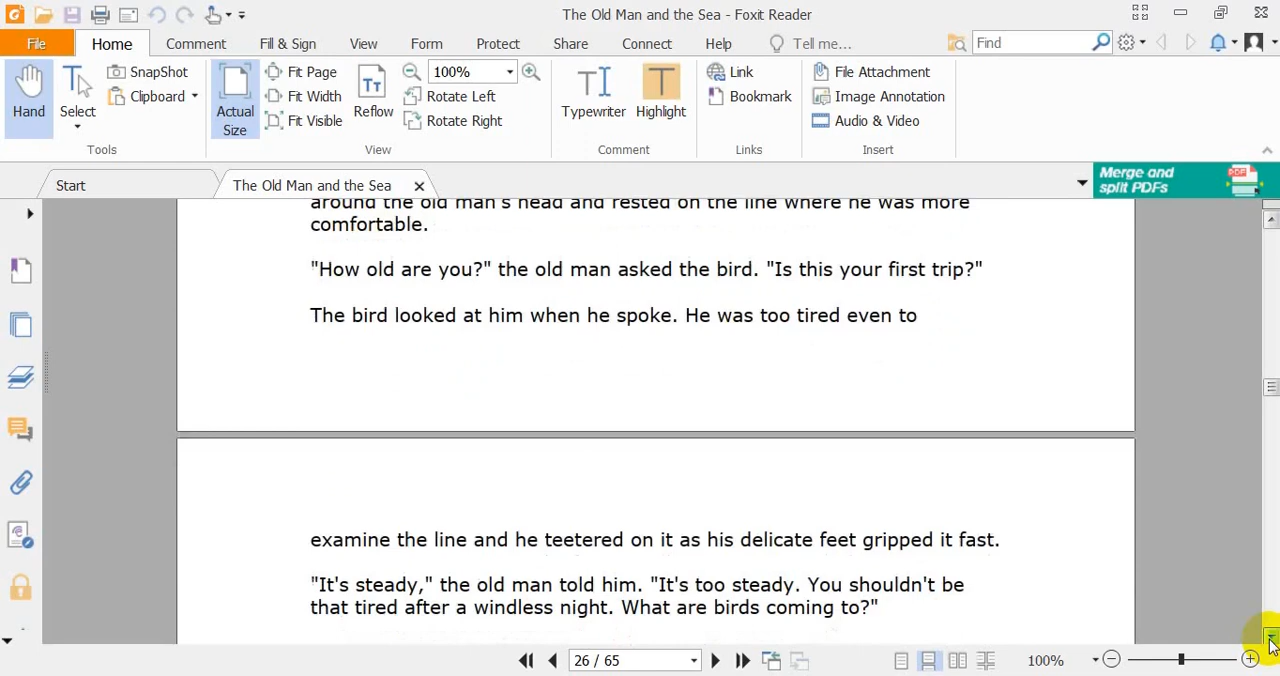 The Old Man and the Sea - Foxit Reader
File Home Comment Fill & Sign View Form Protect Share Connect Help Tell me... Find
Hand
Select
SnapShot
Clipboard
Tools
Actual
Size
Fit Page
Fit Width
Fit Visible
Reflow
100%
Rotate Left
Rotate Right
View
Typewriter
Highlight
Comment
Link
Bookmark
Links
File Attachment
Image Annotation
Audio & Video
Insert
Start
The Old Man and the Sea
Merge and
split PDFs
PDF
around the old man's head and rested on the line where he was more
comfortable.
"How old are you?" the old man asked the bird. "Is this your first trip?"
The bird looked at him when he spoke. He was too tired even to
examine the line and he teetered on it as his delicate feet gripped it fast.
"It's steady," the old man told him. "It's too steady. You shouldn't be
that tired after a windless night. What are birds coming to?"
26 / 65
100%